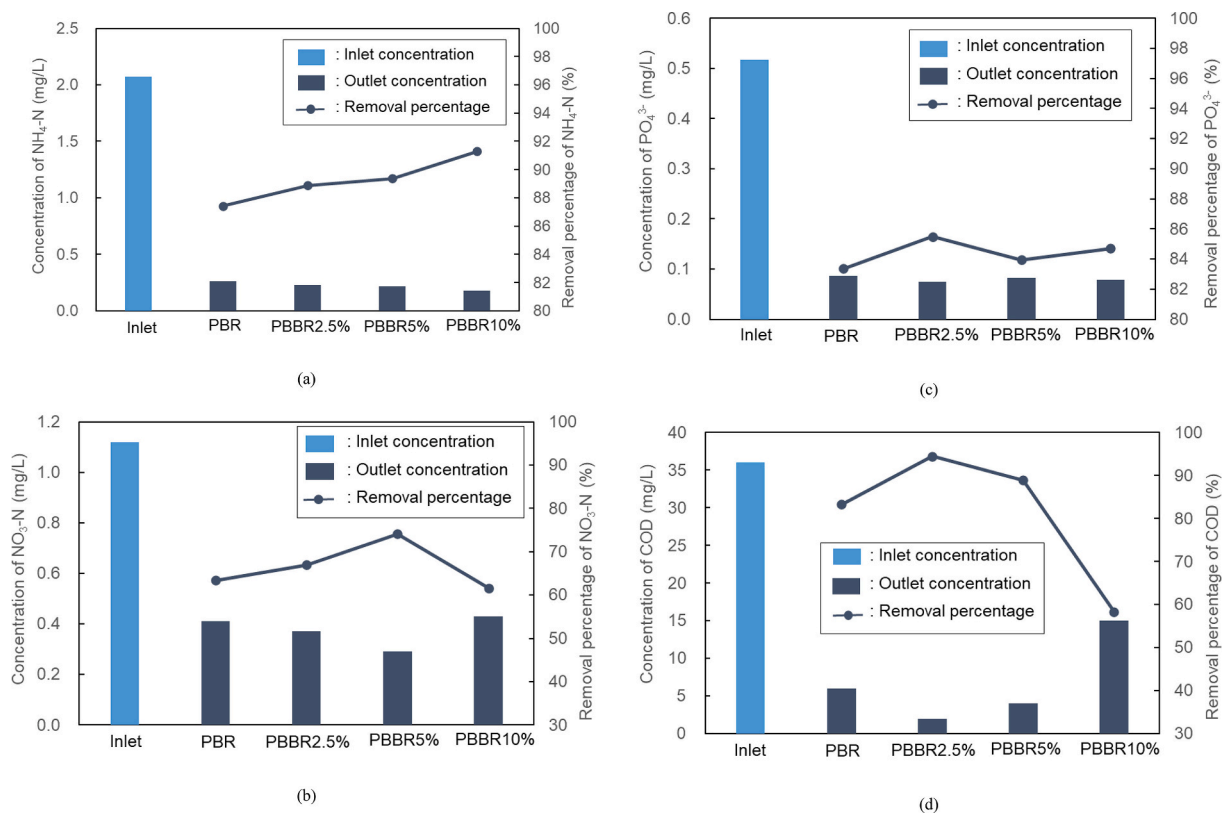 Concentration of NH₄-N (mg/L)
2.5
2.0
1.5
1.0
0.5
0.0
: Inlet concentration
: Outlet concentration
: Removal percentage
100
98
96
94
92
90
88
86
84
82
80
Removal percentage of NH₄-N (%)
Inlet PBR PBBR2.5% PBBR5% PBBR10%
(a)
Concentration of PO₄³⁻ (mg/L)
0.6
0.5
0.4
0.3
0.2
0.1
0.0
: Inlet concentration
: Outlet concentration
: Removal percentage
100
98
96
94
92
90
88
86
84
82
80
Removal percentage of PO₄³⁻ (%)
Inlet PBR PBBR2.5% PBBR5% PBBR10%
(c)
Concentration of NO₃-N (mg/L)
1.2
1.0
0.8
0.6
0.4
0.2
0.0
: Inlet concentration
: Outlet concentration
: Removal percentage
100
90
80
70
60
50
40
30
Removal percentage of NO₃-N (%)
Inlet PBR PBBR2.5% PBBR5% PBBR10%
(b)
Concentration of COD (mg/L)
40
35
30
25
20
15
10
5
0
: Inlet concentration
: Outlet concentration
: Removal percentage
100
90
80
70
60
50
40
30
Removal percentage of COD (%)
Inlet PBR PBBR2.5% PBBR5% PBBR10%
(d)